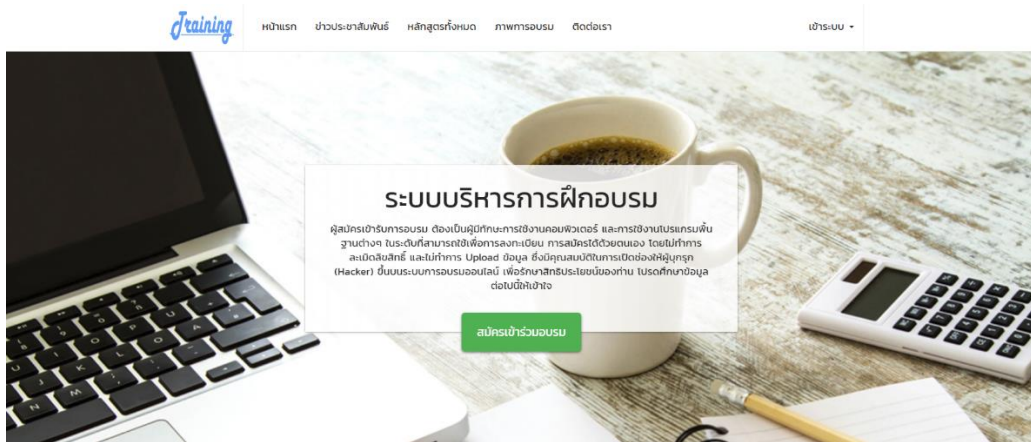 Training
หน้าแรก ข่าวประชาสัมพันธ์ หลักสูตรทั้งหมด ภาพการอบรม ติดต่อเรา เข้าระบบ
ระบบบริหารการฝึกอบรม
ผู้สมัครเข้ารับการอบรม ต้องเป็นผู้มีทักษะการใช้งานคอมพิวเตอร์ และการใช้งานโปรแกรมพื้น
ฐานต่างๆ ในระดับที่สามารถใช้เพื่อการลงทะเบียน การสมัครได้ด้วยตนเอง โดยไม่ทำการ
ละเมิดลิขสิทธิ์ และไม่ทำการ Upload ข้อมูล ซึ่งมีคุณสมบัติในการเปิดช่องให้ผู้บุกรุก
(Hacker) ขึ้นบนระบบการอบรมออนไลน์ เพื่อรักษาสิทธิประโยชน์ของท่าน โปรดศึกษาข้อมูล
ต่อไปนี้ให้เข้าใจ
สมัครเข้าร่วมอบรม